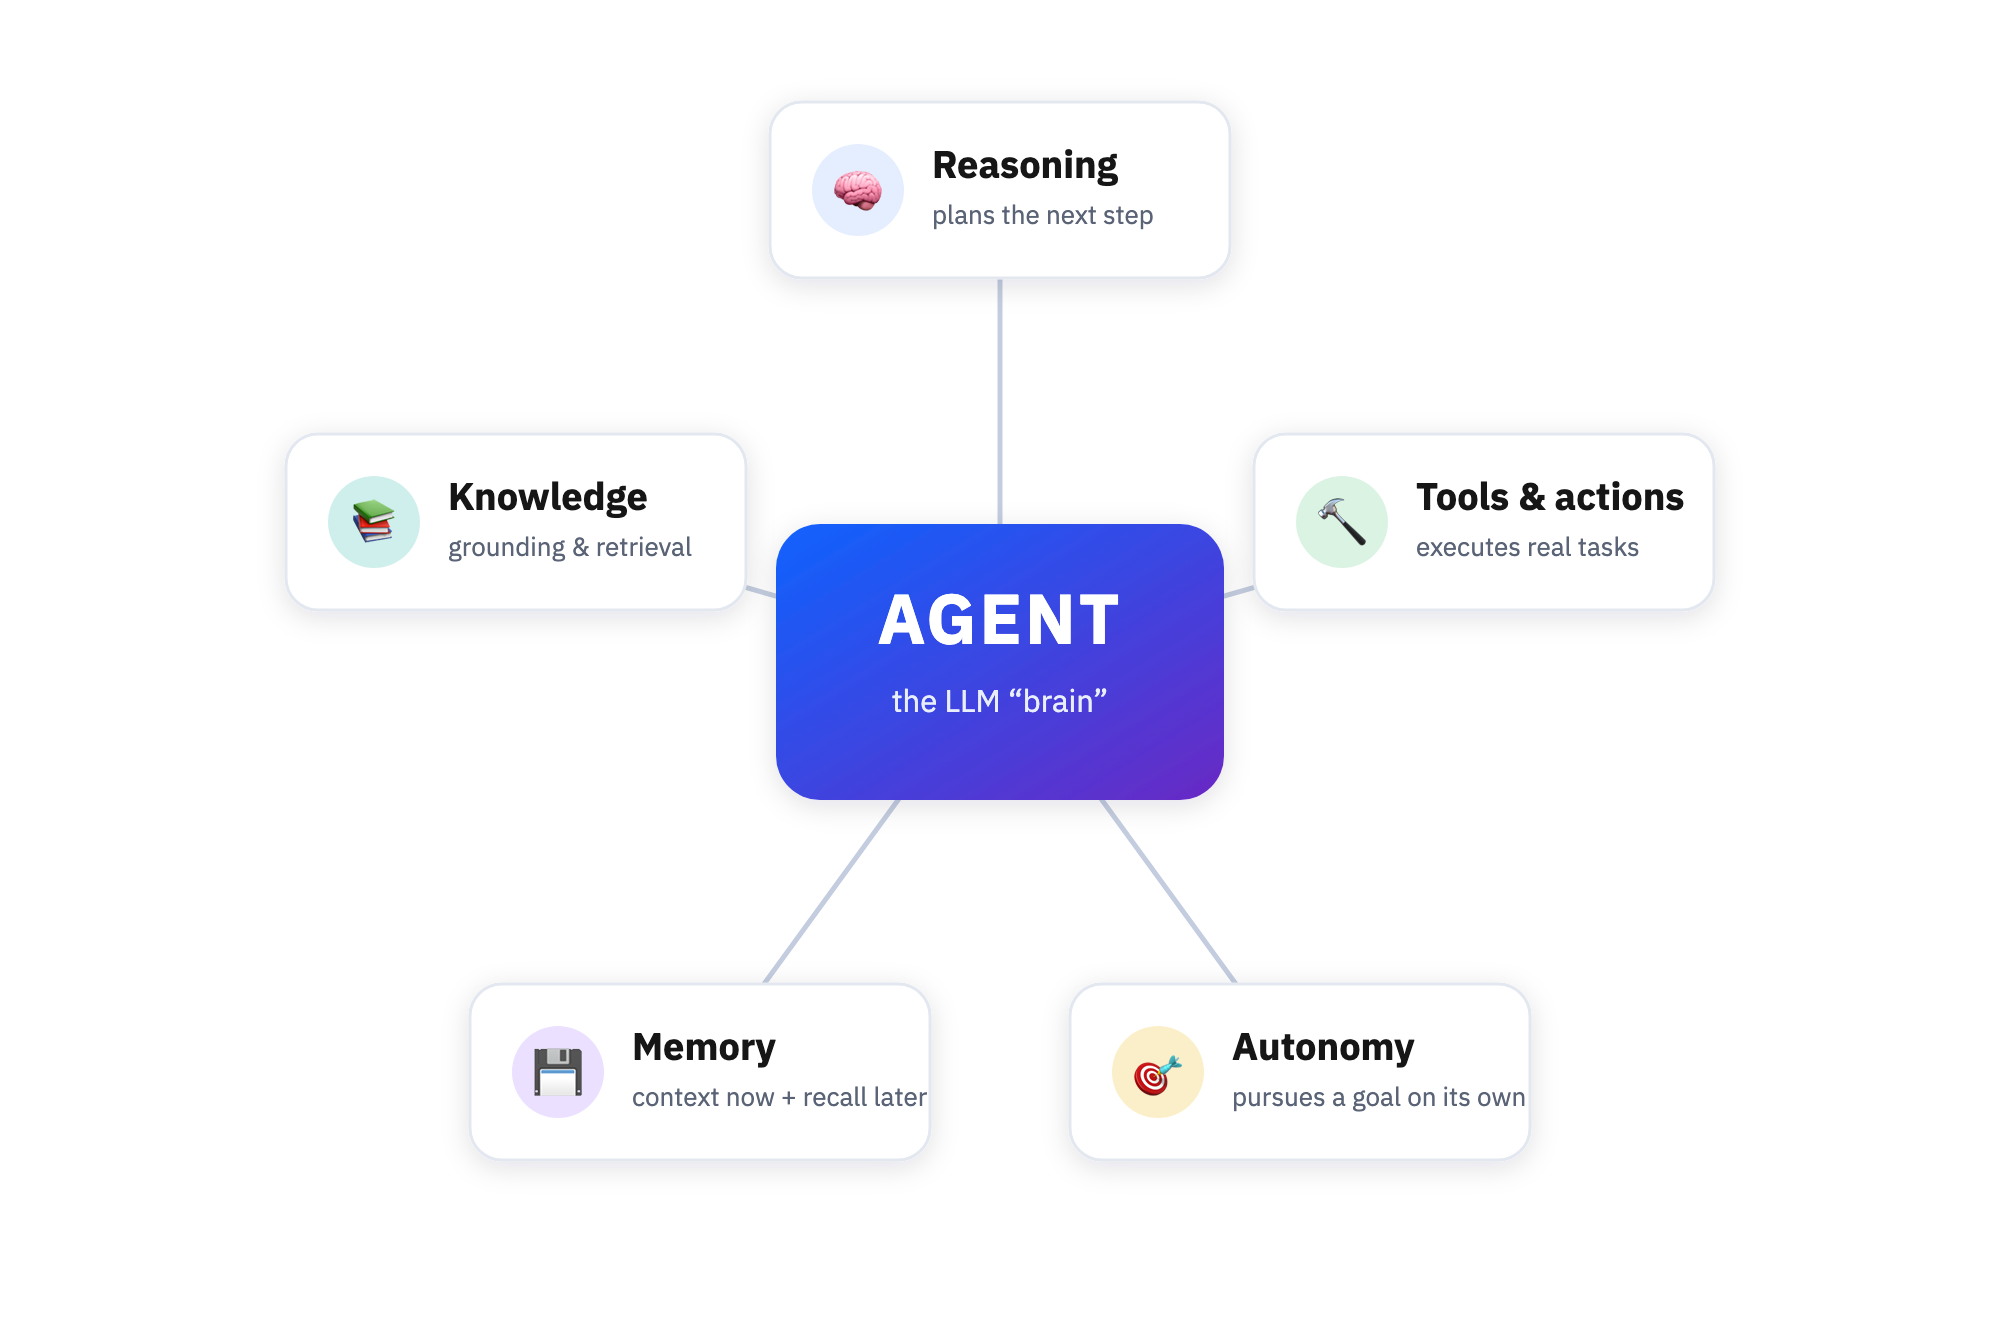 Reasoning
plans the next step
Knowledge
grounding & retrieval
Tools & actions
executes real tasks
AGENT
the LLM “brain”
Memory
context now + recall later
Autonomy
pursues a goal on its own